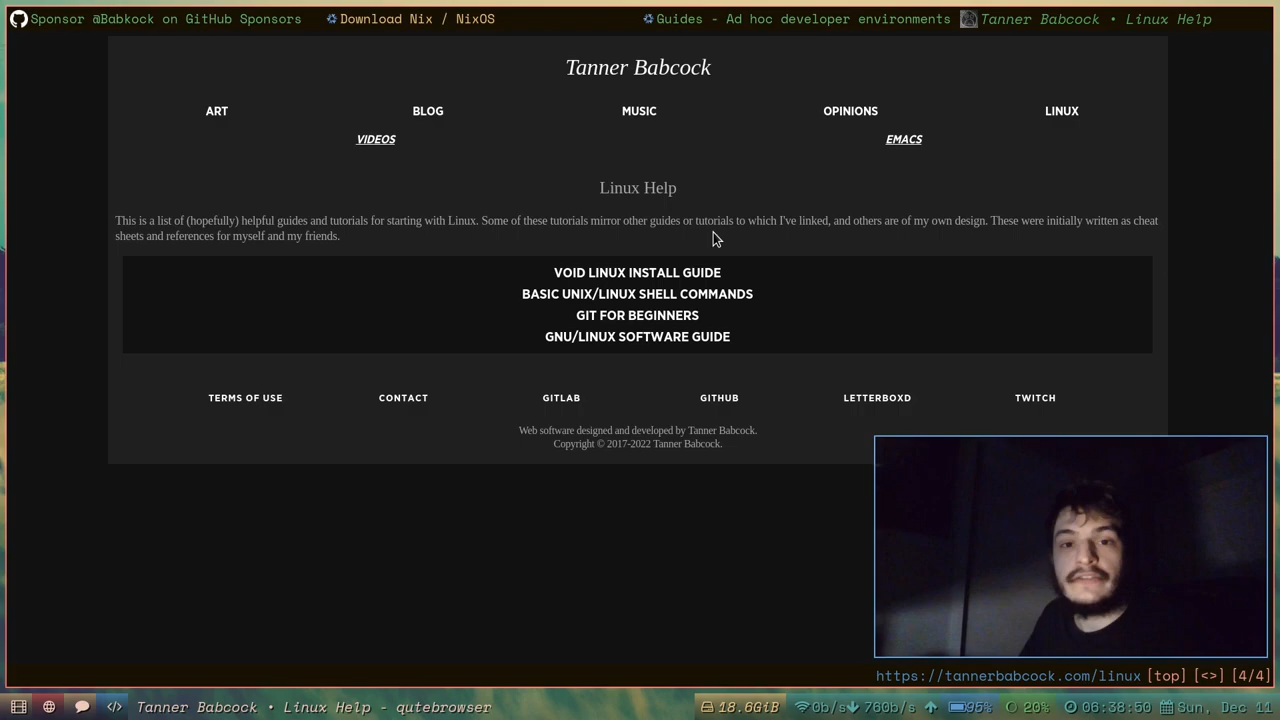 Sponsor @Babkock on GitHub Sponsors
Download Nix / NixOS
Guides - Ad hoc developer environments
Tanner Babcock • Linux Help
Tanner Babcock
ART
BLOG
MUSIC
OPINIONS
LINUX
VIDEOS
EMACS
Linux Help
This is a list of (hopefully) helpful guides and tutorials for starting with Linux. Some of these tutorials mirror other guides or tutorials to which I've linked, and others are of my own design. These were initially written as cheat
sheets and references for myself and my friends.
VOID LINUX INSTALL GUIDE
BASIC UNIX/LINUX SHELL COMMANDS
GIT FOR BEGINNERS
GNU/LINUX SOFTWARE GUIDE
TERMS OF USE
CONTACT
GITLAB
GITHUB
LETTERBOXD
TWITCH
Web software designed and developed by Tanner Babcock.
Copyright © 2017-2022 Tanner Babcock.
https://tannerbabcock.com/linux [top] [<>] [4/4]
Tanner Babcock • Linux Help - qutebrowser
18.6GiB
0b/s
760b/s
95%
20%
06:38:50
Sun, Dec 11